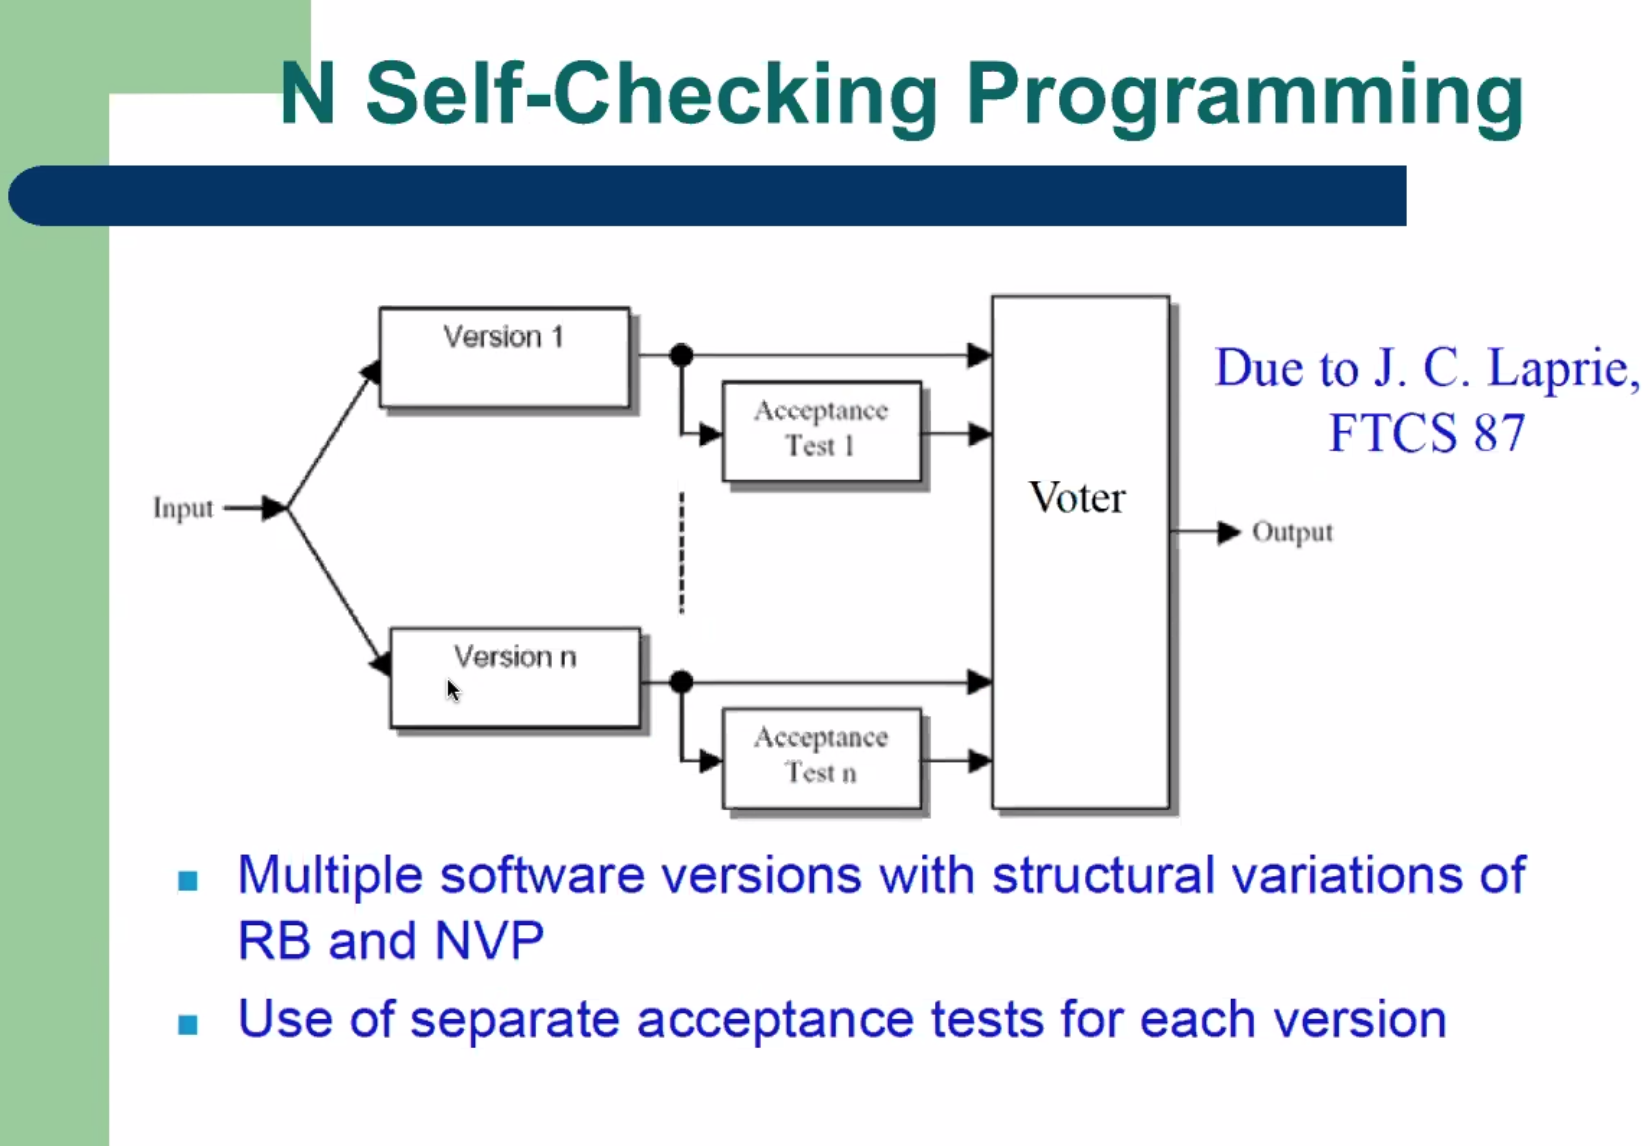 N Self-Checking Programming
Version 1
Acceptance
Test 1
Due to J. C. Laprie,
FTCS 87
Voter
Input
Output
Version n
Acceptance
Test n
Multiple software versions with structural variations of
RB and NVP
Use of separate acceptance tests for each version